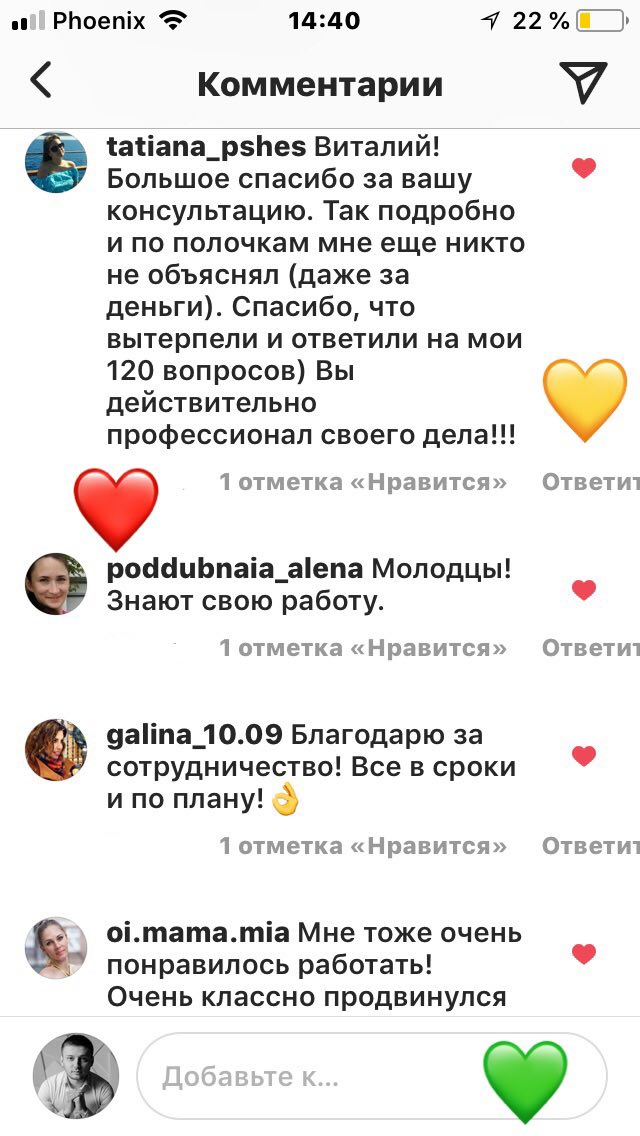 Phoenix 14:40 22 %
Комментарии
tatiana_pshes Виталий!
Большое спасибо за вашу
консультацию. Так подробно
и по полочкам мне еще никто
не объяснял (даже за
деньги). Спасибо, что
вытерпели и ответили на мои
120 вопросов) Вы
действительно
профессионал своего дела!!!
1 отметка «Нравится» Ответит
poddubnaia_alena Молодцы!
Знают свою работу.
1 отметка «Нравится» Ответит
galina_10.09 Благодарю за
сотрудничество! Все в сроки
и по плану!👌
1 отметка «Нравится» Ответит
oi.mama.mia Мне тоже очень
понравилось работать!
Очень классно продвинулся
Добавьте к...